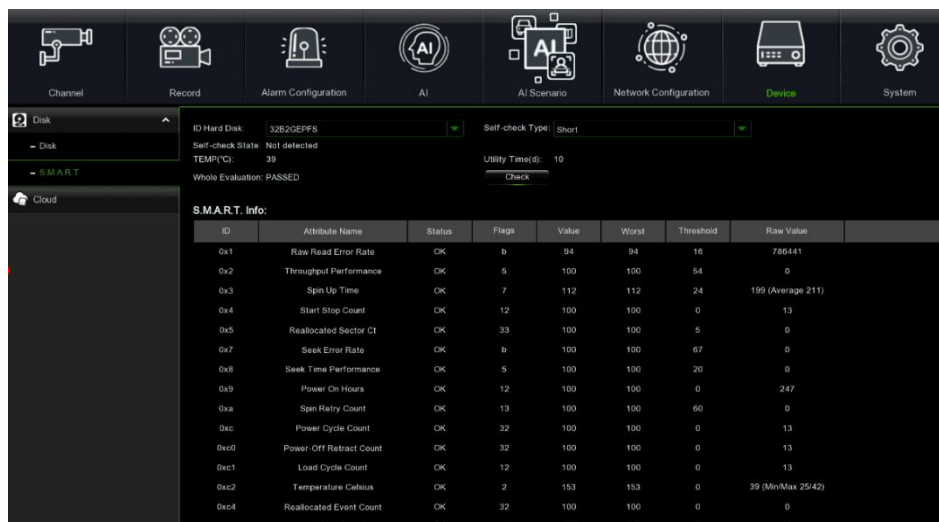 Channel Record Alarm Configuration AI AI Scenario Network Configuration Device System
Disk
– Disk
– S.M.A.R.T
Cloud
ID Hard Disk: 32B2GEPFS Self-check Type: Short
Self-check State: Not detected
TEMP(°C): 39 Utility Time(d): 10
Whole Evaluation: PASSED Check
S.M.A.R.T. Info:
ID Attribute Name Status Flags Value Worst Threshold Raw Value
0x1 Raw Read Error Rate OK b 94 94 16 786441
0x2 Throughput Performance OK 5 100 100 54 0
0x3 Spin Up Time OK 7 112 112 24 199 (Average 211)
0x4 Start Stop Count OK 12 100 100 0 13
0x5 Reallocated Sector Ct OK 33 100 100 5 0
0x7 Seek Error Rate OK b 100 100 67 0
0x8 Seek Time Performance OK 5 100 100 20 0
0x9 Power On Hours OK 12 100 100 0 247
0xa Spin Retry Count OK 13 100 100 60 0
0xc Power Cycle Count OK 32 100 100 0 13
0xc0 Power-Off Retract Count OK 32 100 100 0 13
0xc1 Load Cycle Count OK 12 100 100 0 13
0xc2 Temperature Celsius OK 2 153 153 0 39 (Min/Max 25/42)
0xc4 Reallocated Event Count OK 32 100 100 0 0